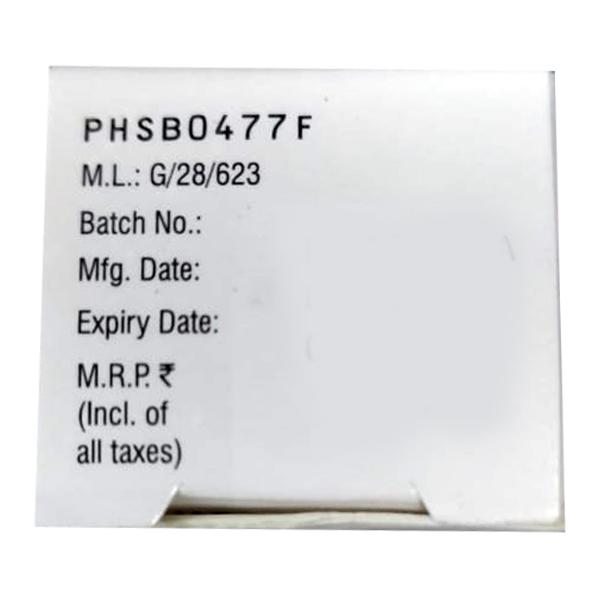 PHSB0477F
M.L.: G/28/623
Batch No.:
Mfg. Date:
Expiry Date:
M.R.P. ₹
(Incl. of
all taxes)